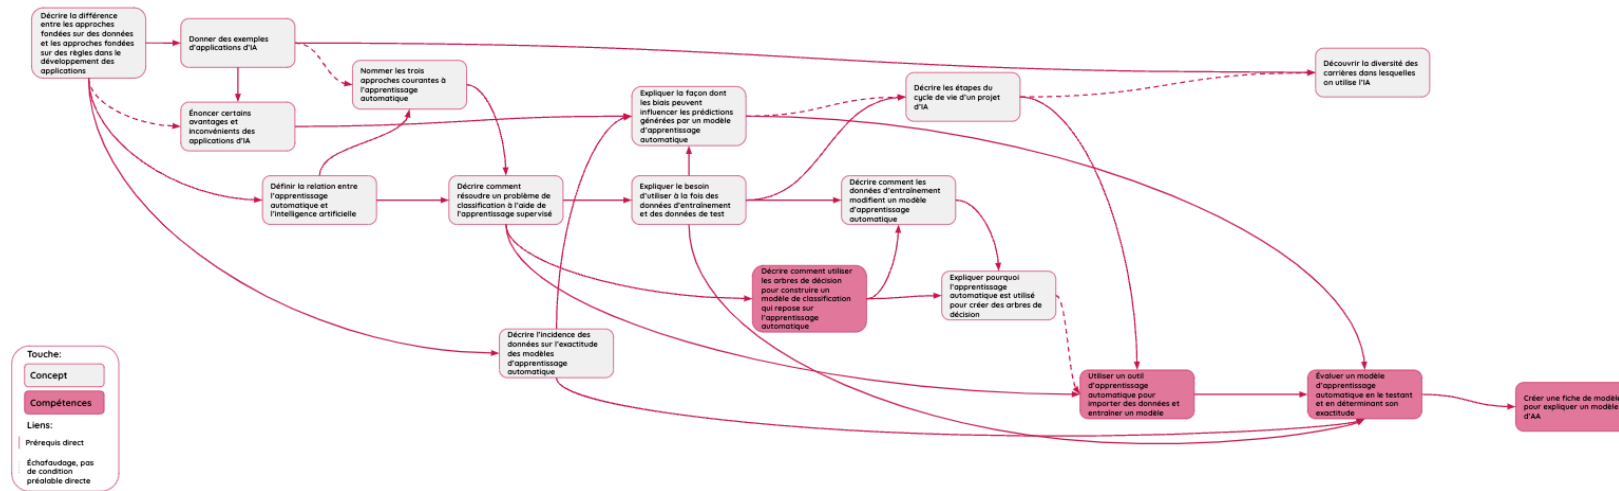 Décrire la différence
entre les approches
fondées sur des données
et les approches fondées
sur des règles dans le
développement des
applications
Donner des exemples
d'applications d'IA
Nommer les trois
approches courantes à
l'apprentissage
automatique
Énoncer certains
avantages et
inconvénients des
applications d'IA
Expliquer la façon dont
les biais peuvent
influencer les prédictions
générées par un modèle
d'apprentissage
automatique
Décrire les étapes du
cycle de vie d'un projet
d'IA
Découvrir la diversité des
carrières dans lesquelles
on utilise l'IA
Définir la relation entre
l'apprentissage
automatique et
l'intelligence artificielle
Décrire comment
résoudre un problème de
classification à l'aide de
l'apprentissage supervisé
Expliquer le besoin
d'utiliser à la fois des
données d'entraînement
et des données de test
Décrire comment les
données d'entraînement
modifient un modèle
d'apprentissage
automatique
Décrire comment utiliser
les arbres de décision
pour construire un
modèle de classification
qui repose sur
l'apprentissage
automatique
Expliquer pourquoi
l'apprentissage
automatique est utilisé
pour créer des arbres de
décision
Décrire l'incidence des
données sur l'exactitude
des modèles
d'apprentissage
automatique
Utiliser un outil
d'apprentissage
automatique pour
importer des données et
entraîner un modèle
Évaluer un modèle
d'apprentissage
automatique en le testant
et en déterminant son
exactitude
Créer une fiche de modèle
pour expliquer un modèle
d'AA
Touche:
Concept
Compétences
Liens:
Prérequis direct
Échafaudage, pas
de condition
préalable directe